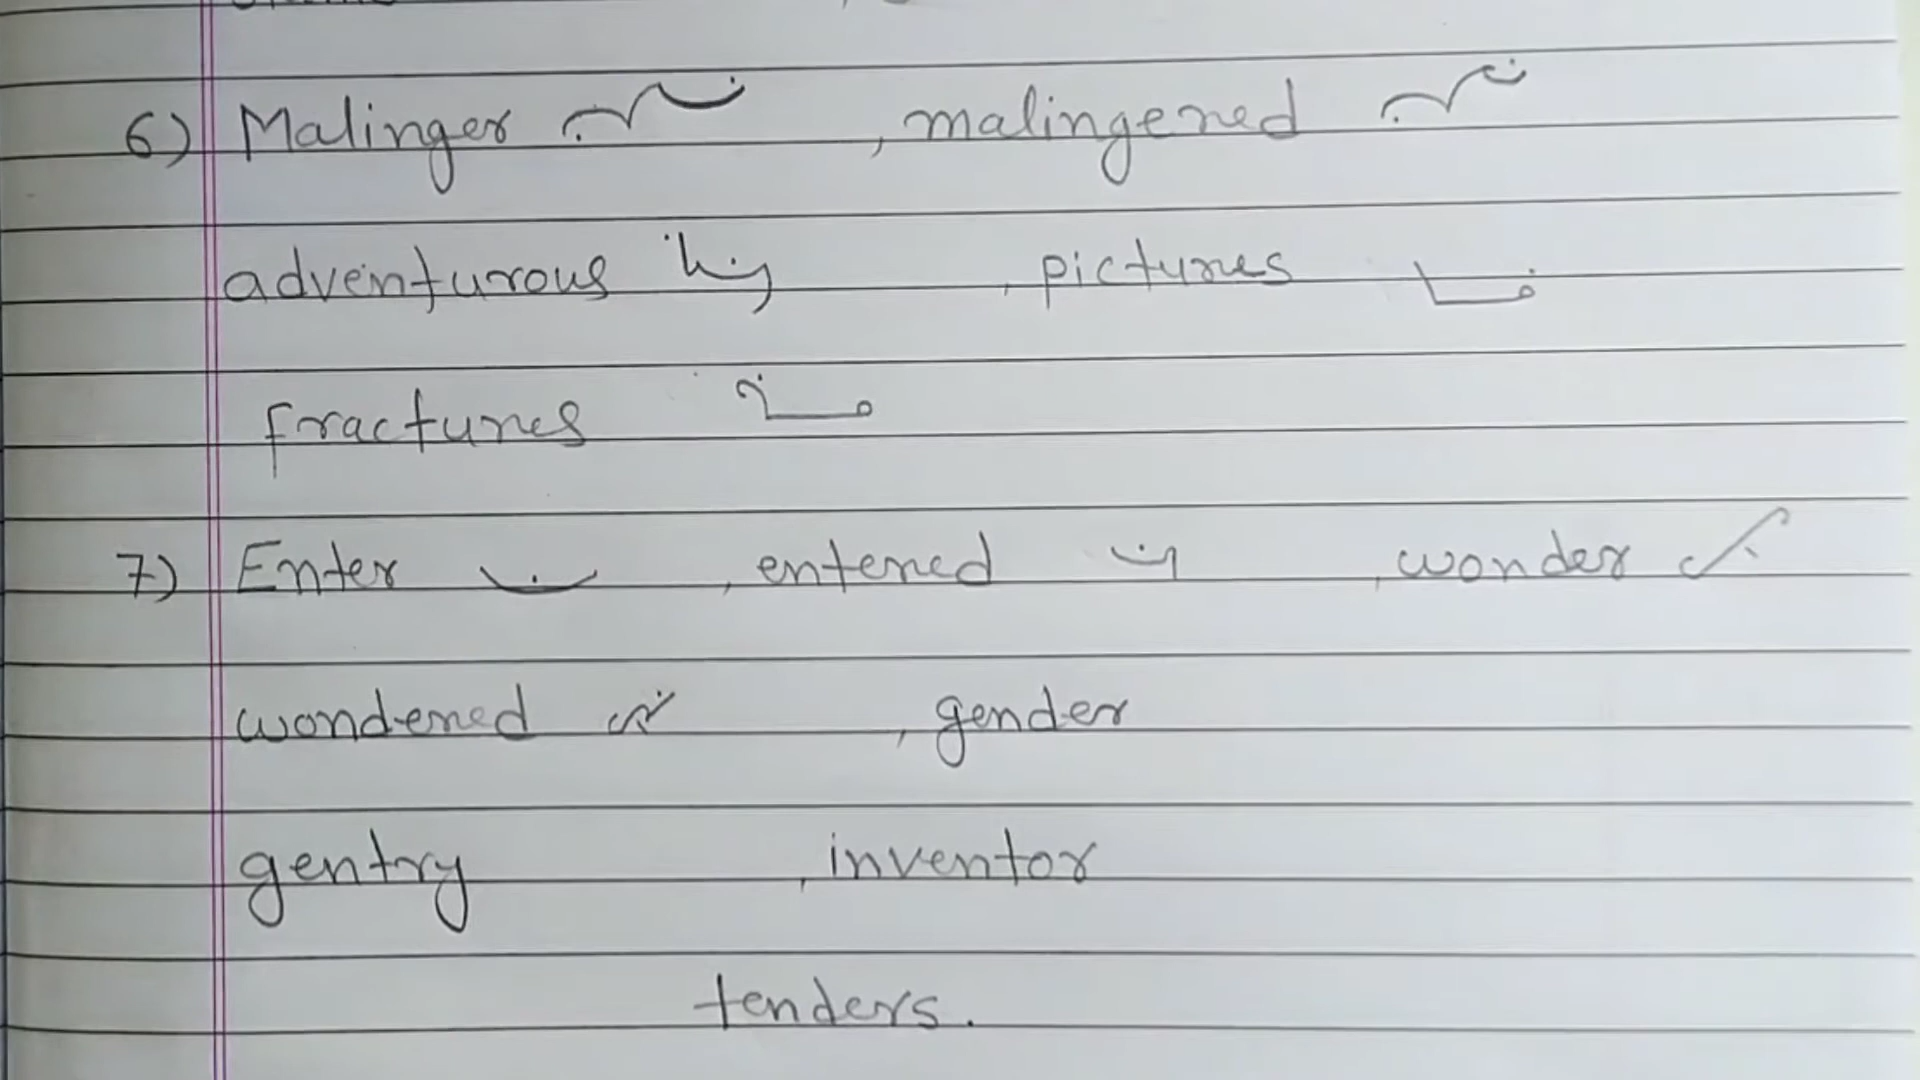 6) Malinger , malingered
adventurous , pictures
fractures
7) Enter , entered , wonder
wondered , gender
gentry , inventor
tenders.